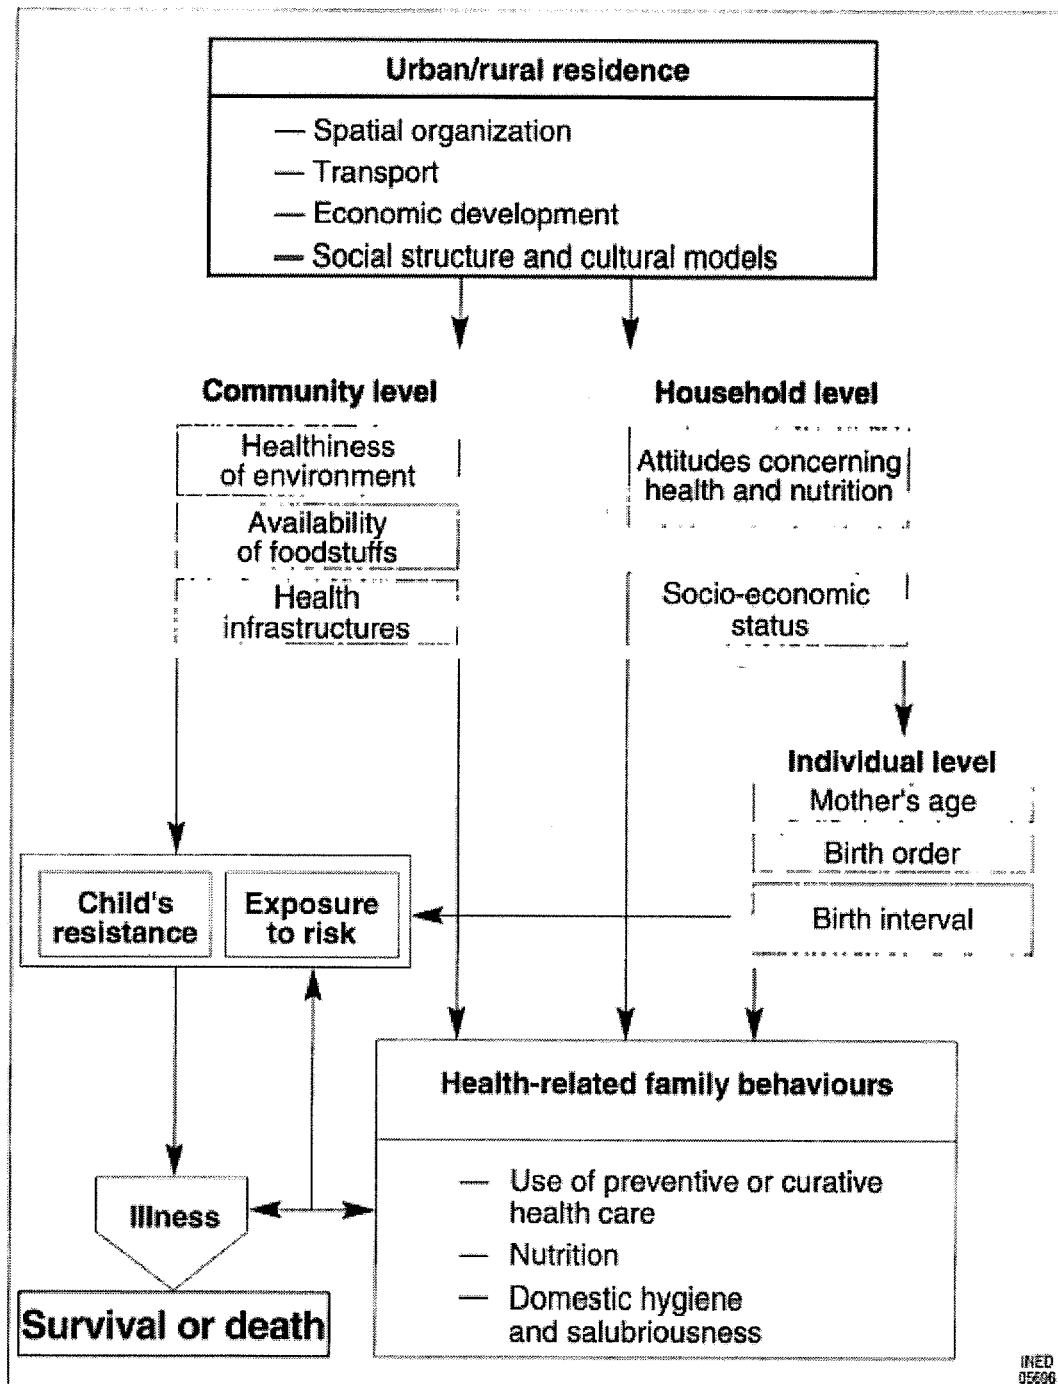 Urban/rural residence
— Spatial organization
— Transport
— Economic development
— Social structure and cultural models
Community level
Healthiness
of environment
Availability
of foodstuffs
Health
infrastructures
Household level
Attitudes concerning
health and nutrition
Socio-economic
status
Individual level
Mother's age
Birth order
Birth interval
Child's
resistance
Exposure
to risk
Health-related family behaviours
— Use of preventive or curative
health care
— Nutrition
— Domestic hygiene
and salubriousness
Illness
Survival or death
INED
05696